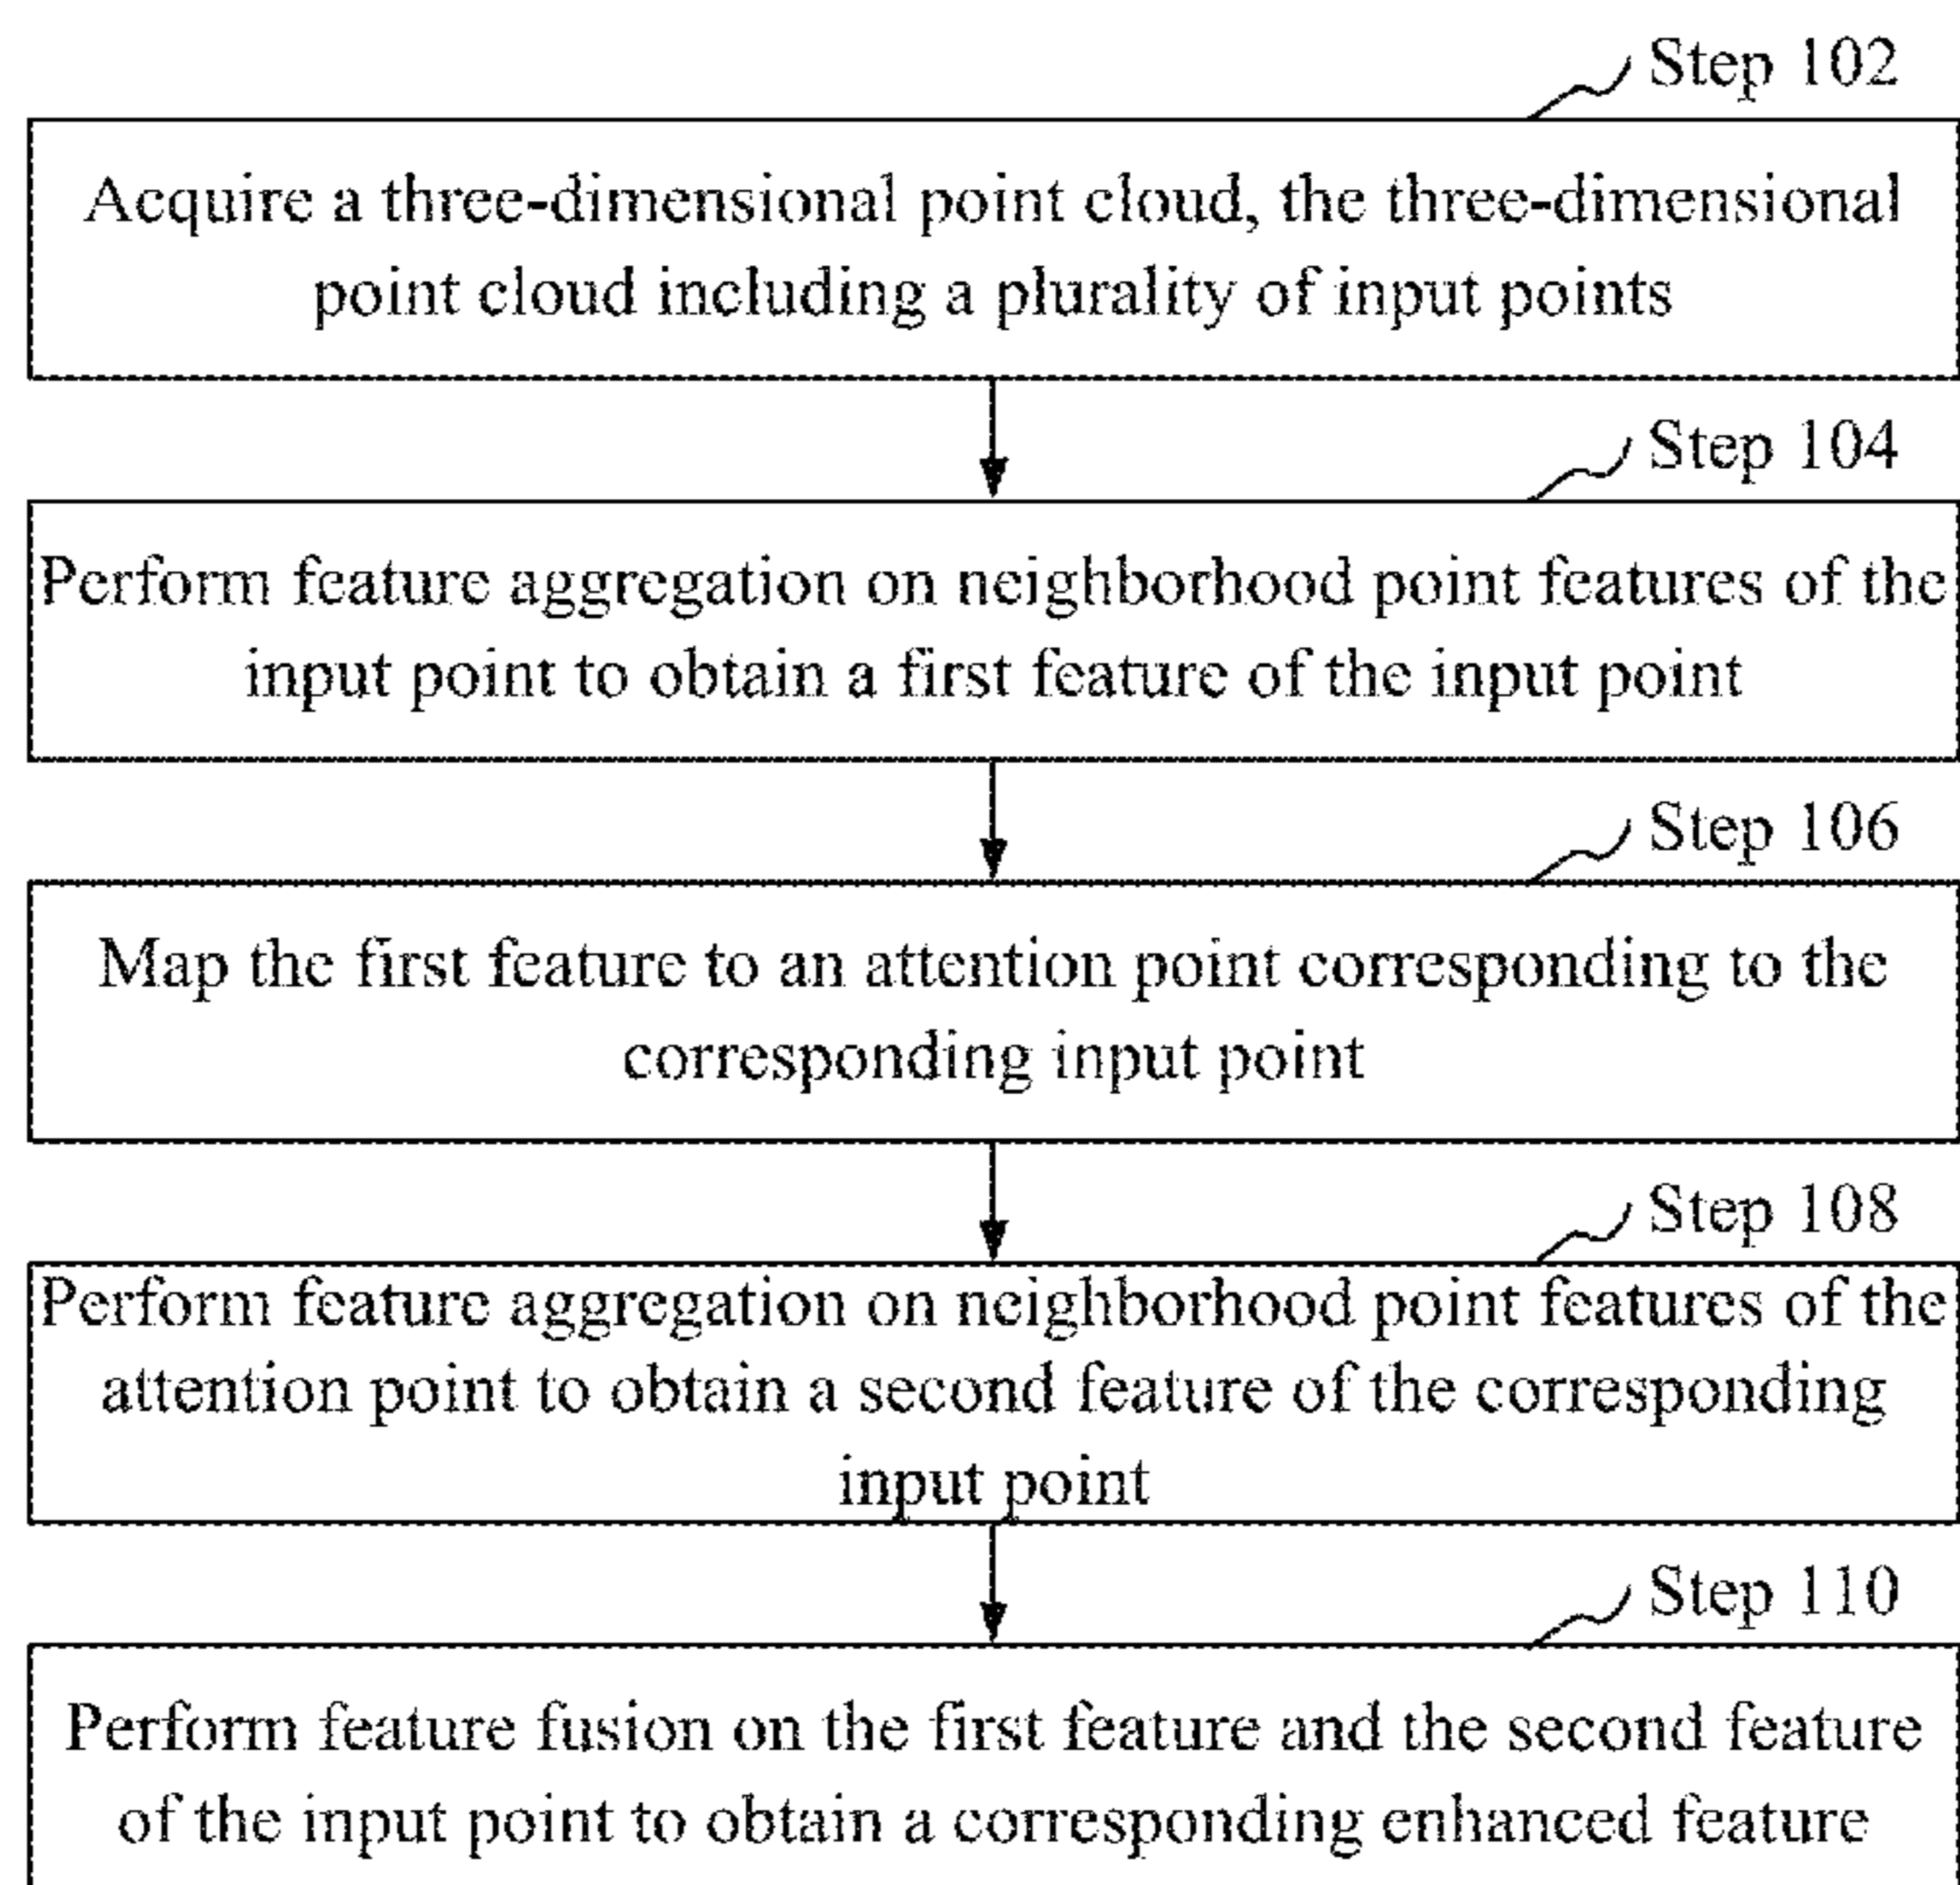 Step 102
Acquire a three-dimensional point cloud, the three-dimensional
point cloud including a plurality of input points
Step 104
Perform feature aggregation on neighborhood point features of the
input point to obtain a first feature of the input point
Step 106
Map the first feature to an attention point corresponding to the
corresponding input point
Step 108
Perform feature aggregation on neighborhood point features of the
attention point to obtain a second feature of the corresponding
input point
Step 110
Perform feature fusion on the first feature and the second feature
of the input point to obtain a corresponding enhanced feature